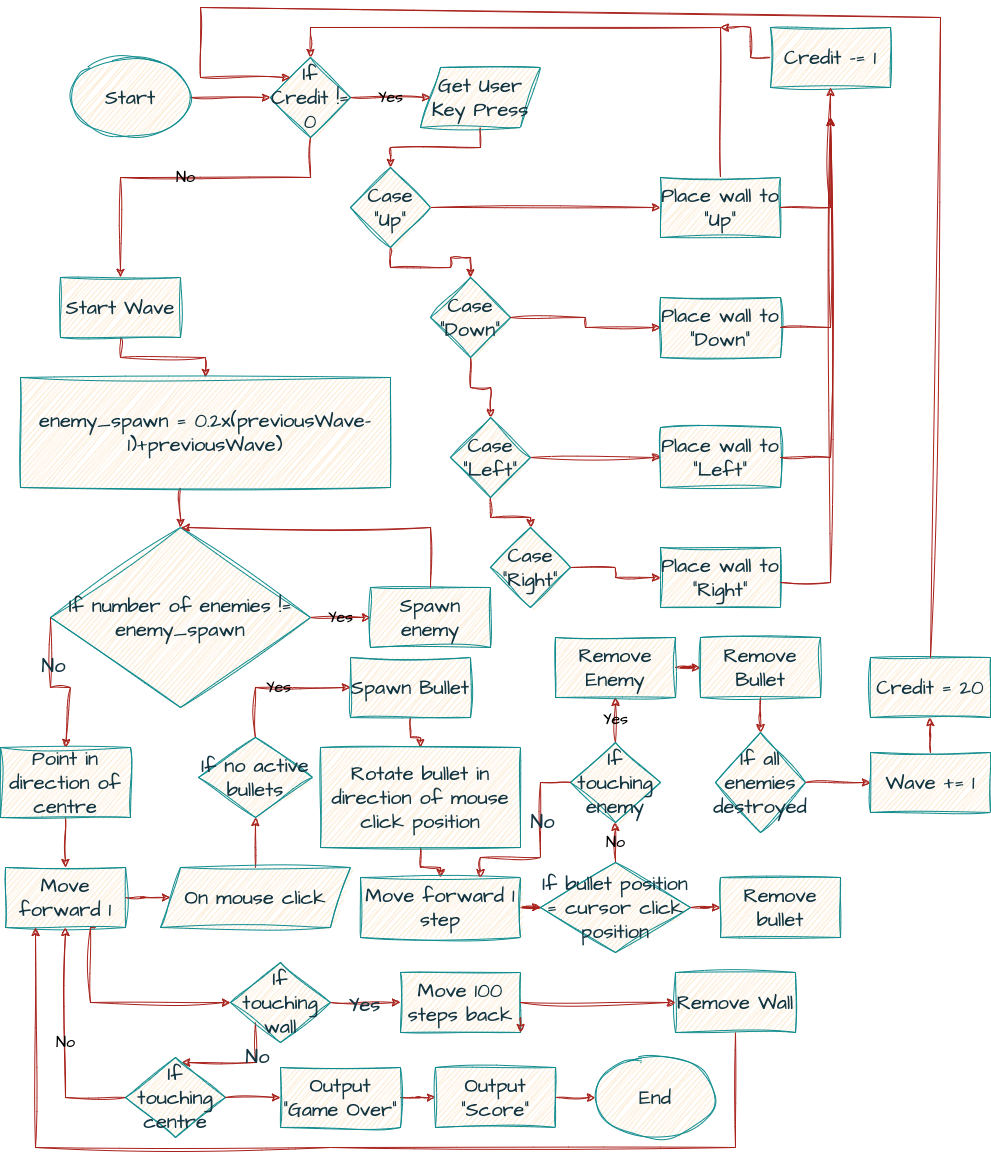 Start
If
Credit !=
0
Yes
Get User
Key Press
Credit -= 1
No
Case
"Up"
Place wall to
"Up"
Start Wave
Case
"Down"
Place wall to
"Down"
enemy_spawn = 0.2x(previousWave-
1)+previousWave)
Case
"Left"
Place wall to
"Left"
Case
"Right"
Place wall to
"Right"
If number of enemies !=
enemy_spawn
Yes
Spawn
enemy
No
Yes
Spawn Bullet
Remove
Enemy
Remove
Bullet
Credit = 20
Yes
Point in
direction of
centre
If no active
bullets
Rotate bullet in
direction of mouse
click position
If
touching
enemy
If all
enemies
destroyed
Wave += 1
No
No
Move
forward 1
On mouse click
Move forward 1
step
If bullet position
= cursor click
position
Remove
bullet
If
touching
wall
Yes
Move 100
steps back
Remove Wall
No
No
If
touching
centre
Output
"Game Over"
Output
"Score"
End